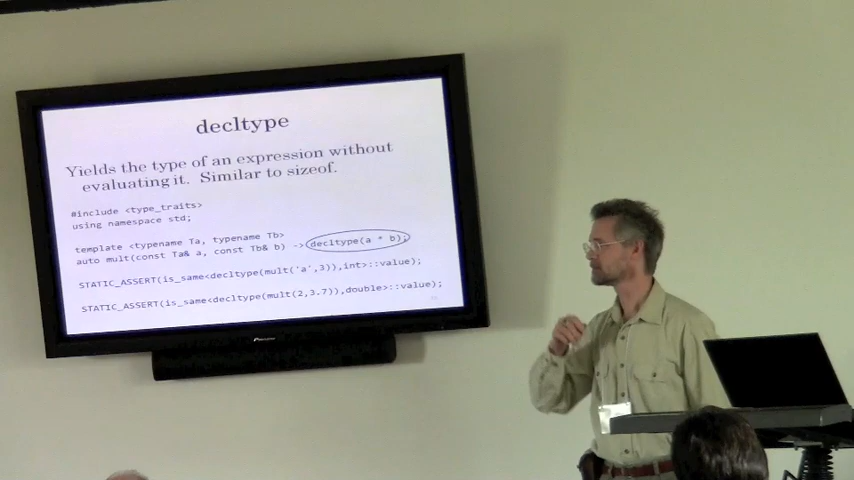 decltype
Yields the type of an expression without
evaluating it. Similar to sizeof.
#include <type_traits>
using namespace std;
template <typename Ta, typename Tb>
auto mult(const Ta& a, const Tb& b) -> decltype(a * b);
STATIC_ASSERT(is_same<decltype(mult('a',3)),int>::value);
STATIC_ASSERT(is_same<decltype(mult(2,3.7)),double>::value);